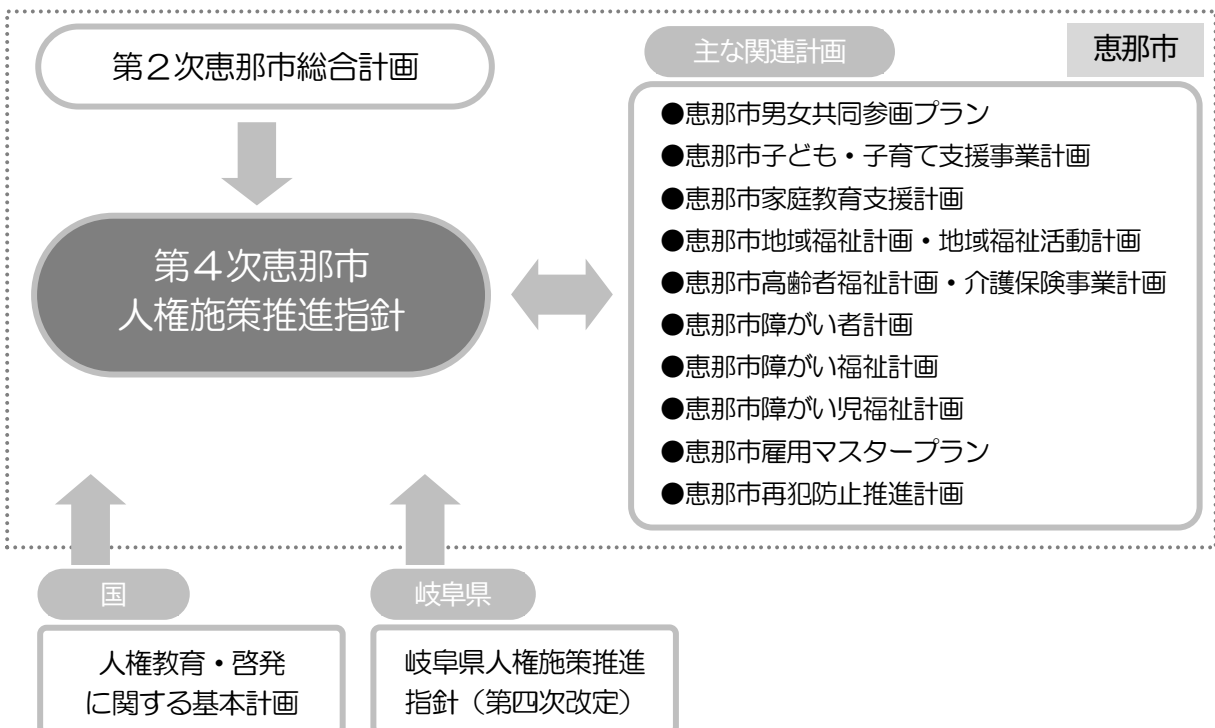 第２次恵那市総合計画
主な関連計画
恵那市
●恵那市男女共同参画プラン
●恵那市子ども・子育て支援事業計画
●恵那市家庭教育支援計画
●恵那市地域福祉計画・地域福祉活動計画
●恵那市高齢者福祉計画・介護保険事業計画
●恵那市障がい者計画
●恵那市障がい福祉計画
●恵那市障がい児福祉計画
●恵那市雇用マスタープラン
●恵那市再犯防止推進計画
第４次恵那市
人権施策推進指針
国
人権教育・啓発
に関する基本計画
岐阜県
岐阜県人権施策推進
指針（第四次改定）